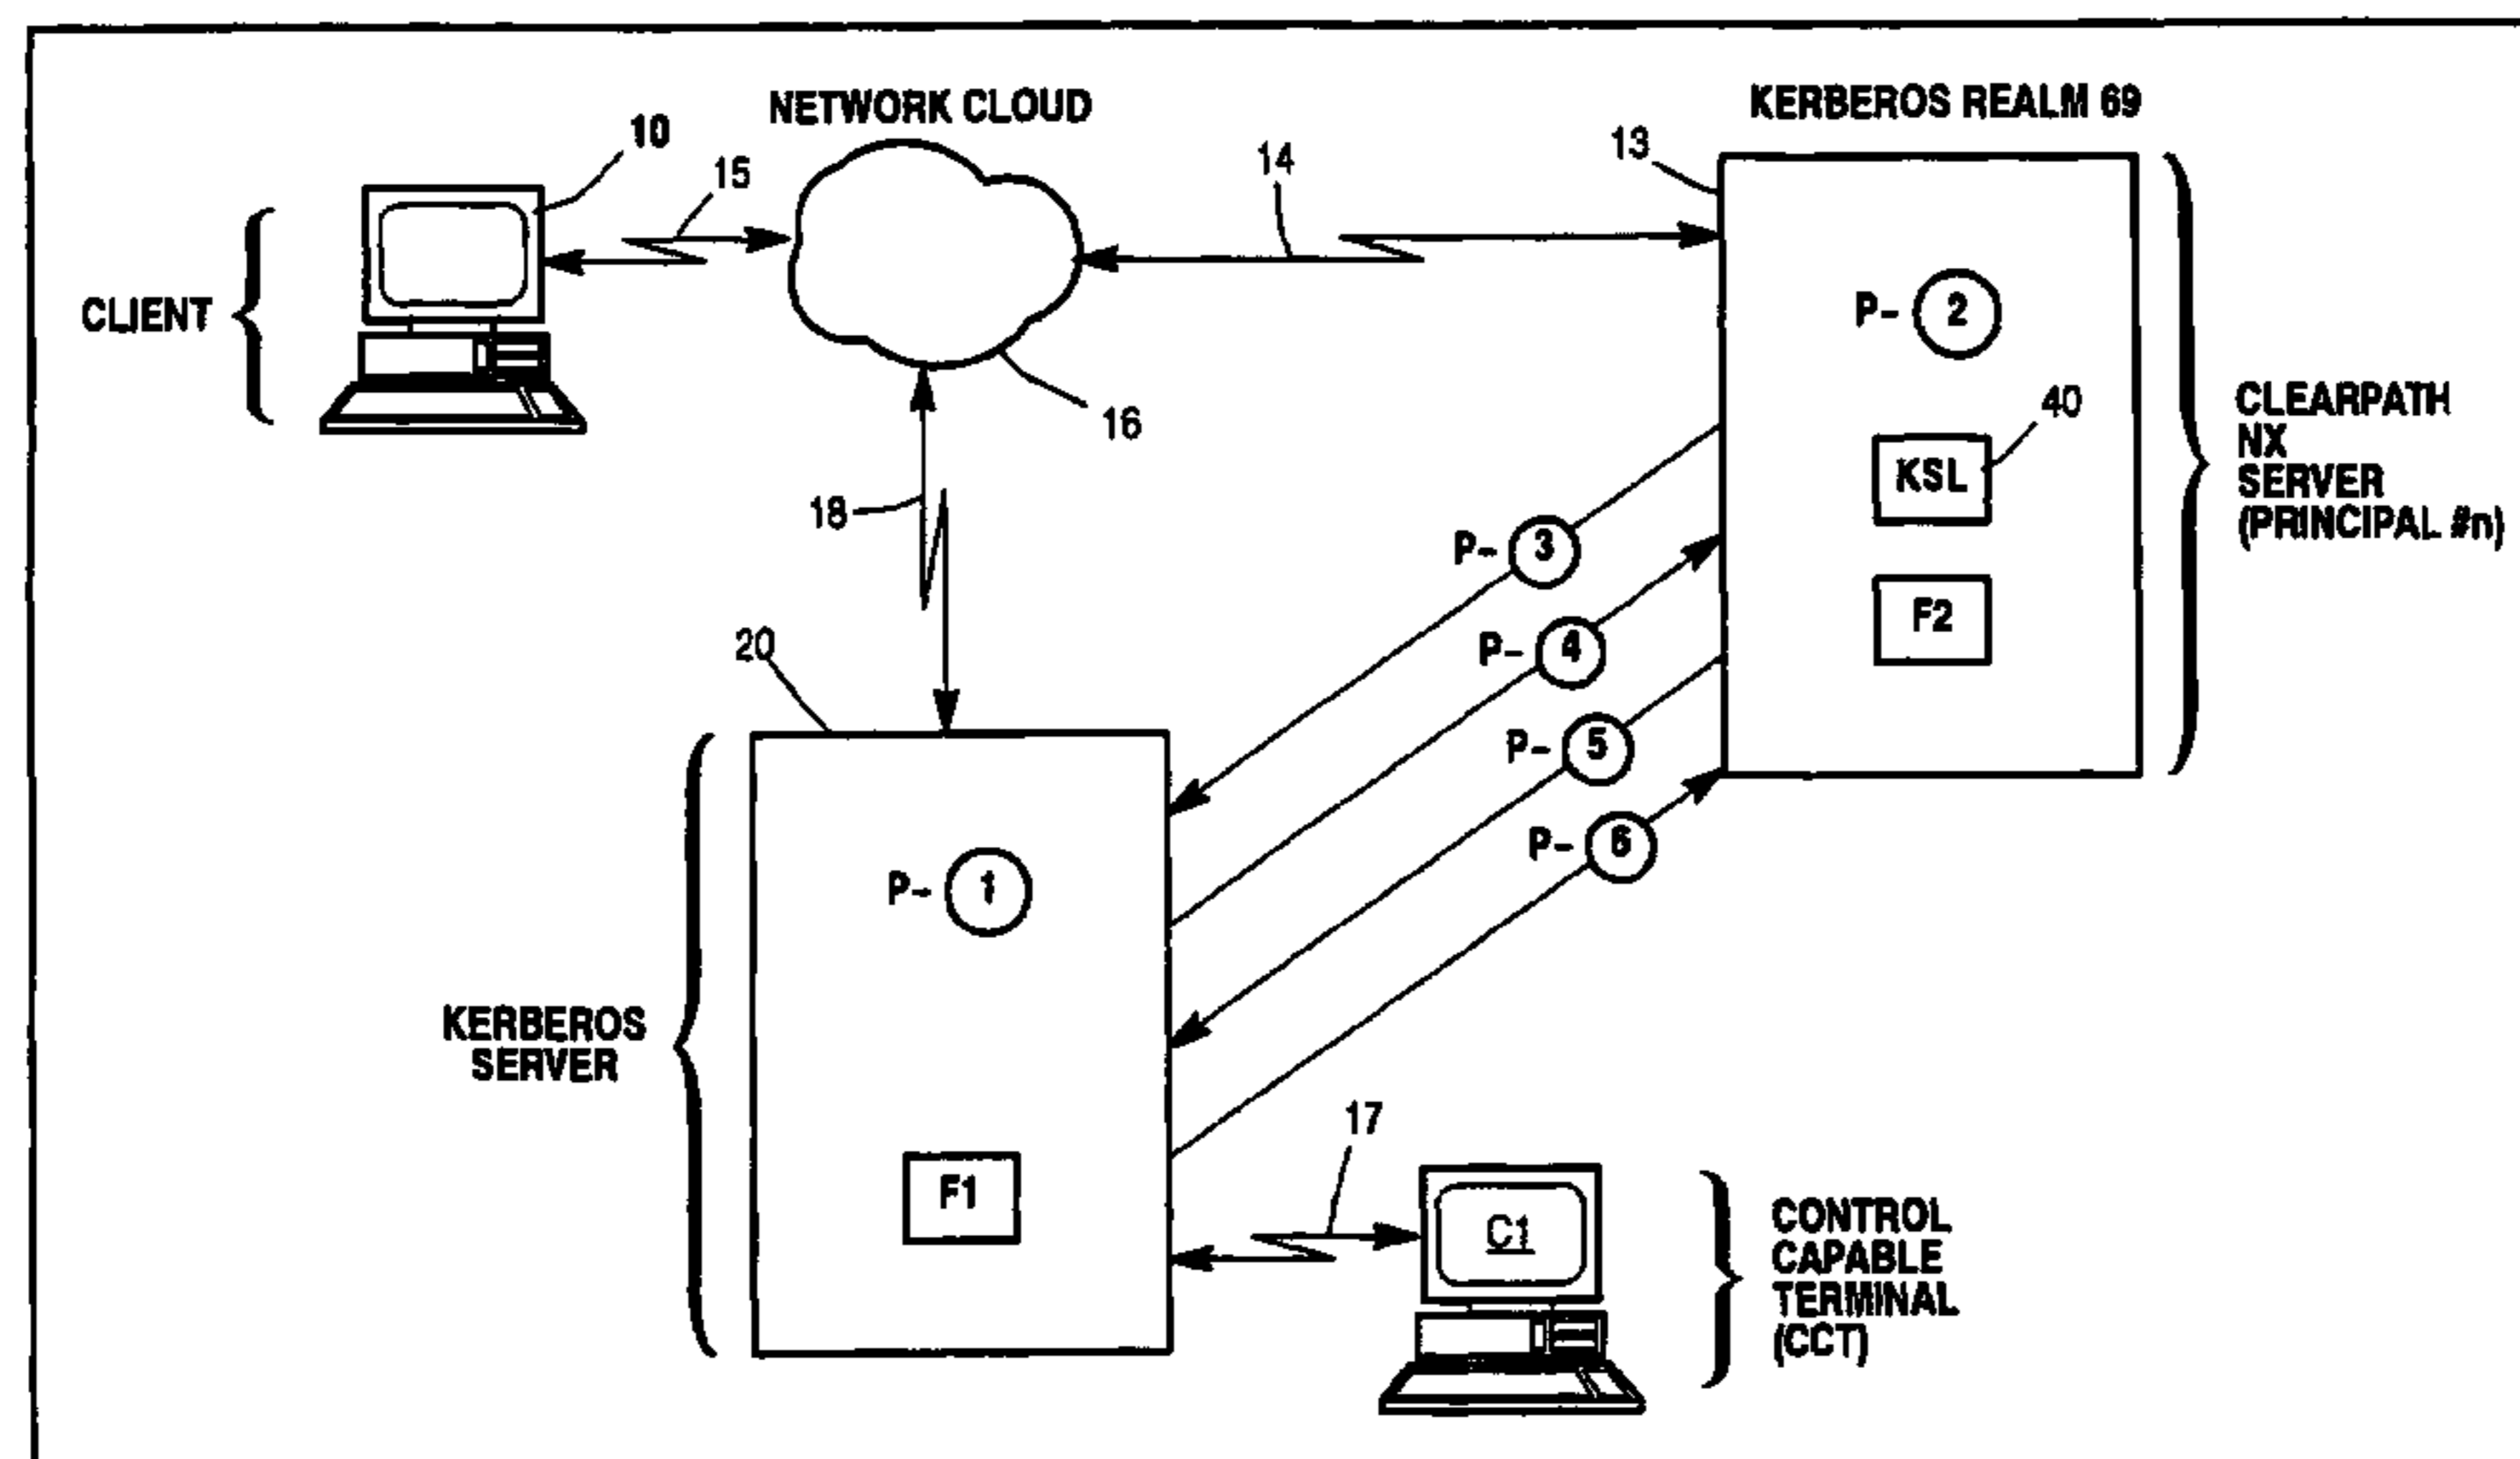 NETWORK CLOUD
KERBEROS REALM 69
10
15
14
13
CLIENT
P- 2
16
40
KSL
CLEARPATH
NX
SERVER
(PRINCIPAL #n)
18
P- 3
F2
20
P- 4
P- 5
P- 6
P- 1
KERBEROS
SERVER
17
F1
C1
CONTROL
CAPABLE
TERMINAL
(CCT)